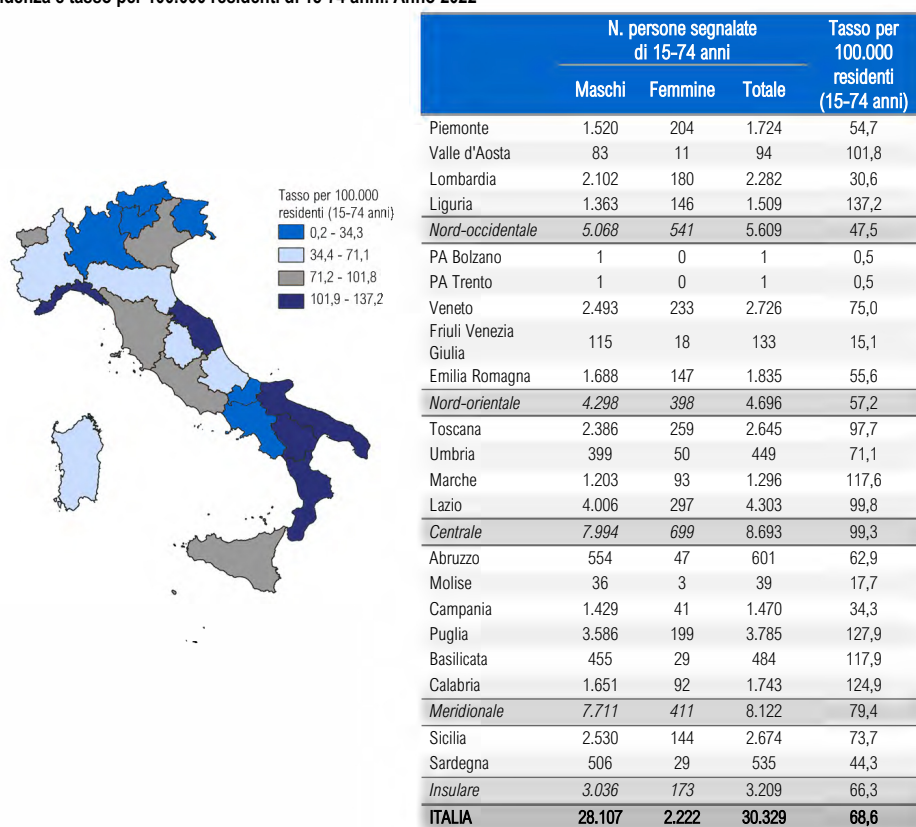 denza e tasso per 100.000 residenti di 15-74 anni. Anno 2022
N. persone segnalate
di 15-74 anni
Tasso per
100.000
residenti
(15-74 anni)
Maschi Femmine Totale
Piemonte 1.520 204 1.724 54,7
Valle d'Aosta 83 11 94 101,8
Lombardia 2.102 180 2.282 30,6
Liguria 1.363 146 1.509 137,2
Nord-occidentale 5.068 541 5.609 47,5
PA Bolzano 1 0 1 0,5
PA Trento 1 0 1 0,5
Veneto 2.493 233 2.726 75,0
Friuli Venezia
Giulia 115 18 133 15,1
Emilia Romagna 1.688 147 1.835 55,6
Nord-orientale 4.298 398 4.696 57,2
Toscana 2.386 259 2.645 97,7
Umbria 399 50 449 71,1
Marche 1.203 93 1.296 117,6
Lazio 4.006 297 4.303 99,8
Centrale 7.994 699 8.693 99,3
Abruzzo 554 47 601 62,9
Molise 36 3 39 17,7
Campania 1.429 41 1.470 34,3
Puglia 3.586 199 3.785 127,9
Basilicata 455 29 484 117,9
Calabria 1.651 92 1.743 124,9
Meridionale 7.711 411 8.122 79,4
Sicilia 2.530 144 2.674 73,7
Sardegna 506 29 535 44,3
Insulare 3.036 173 3.209 66,3
ITALIA 28.107 2.222 30.329 68,6
Tasso per 100.000
residenti (15-74 anni)
0,2 - 34,3
34,4 - 71,1
71,2 - 101,8
101,9 - 137,2